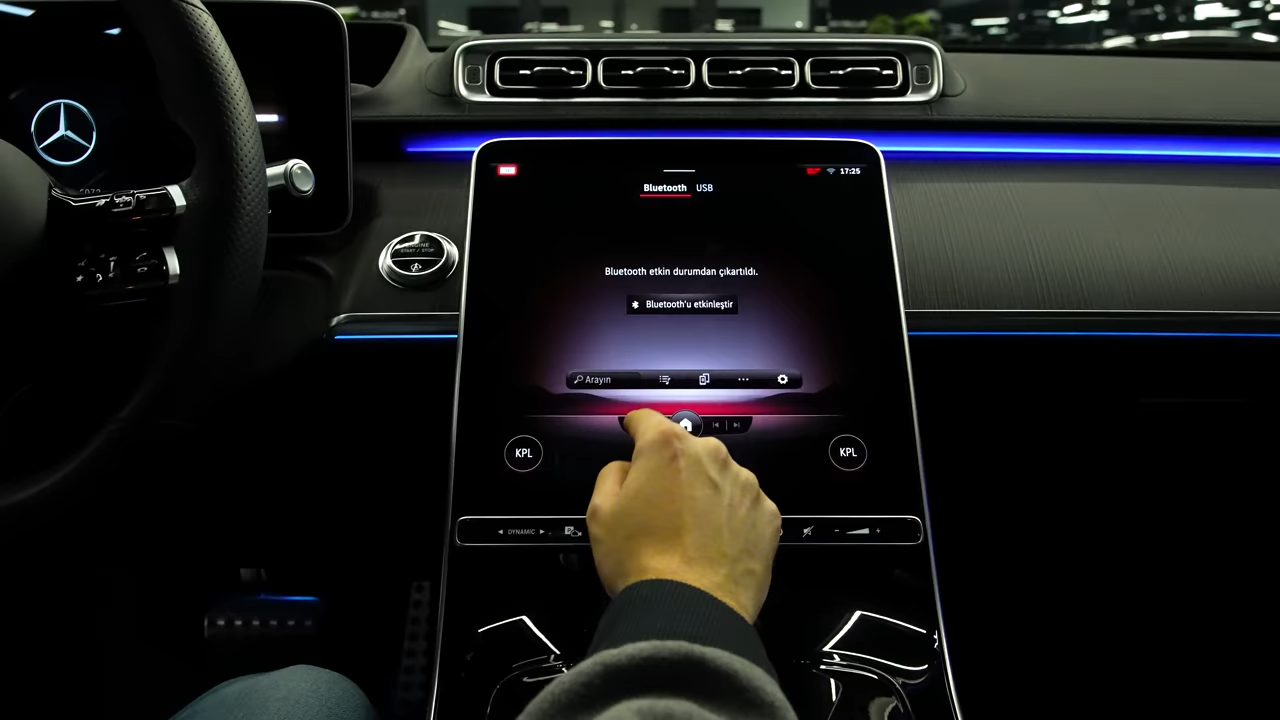 17:25
Bluetooth USB
Bluetooth etkin durumdan çıkartıldı.
Bluetooth'u etkinleştir
Arayın
KPL
KPL
ENGINE
START / STOP
DYNAMIC